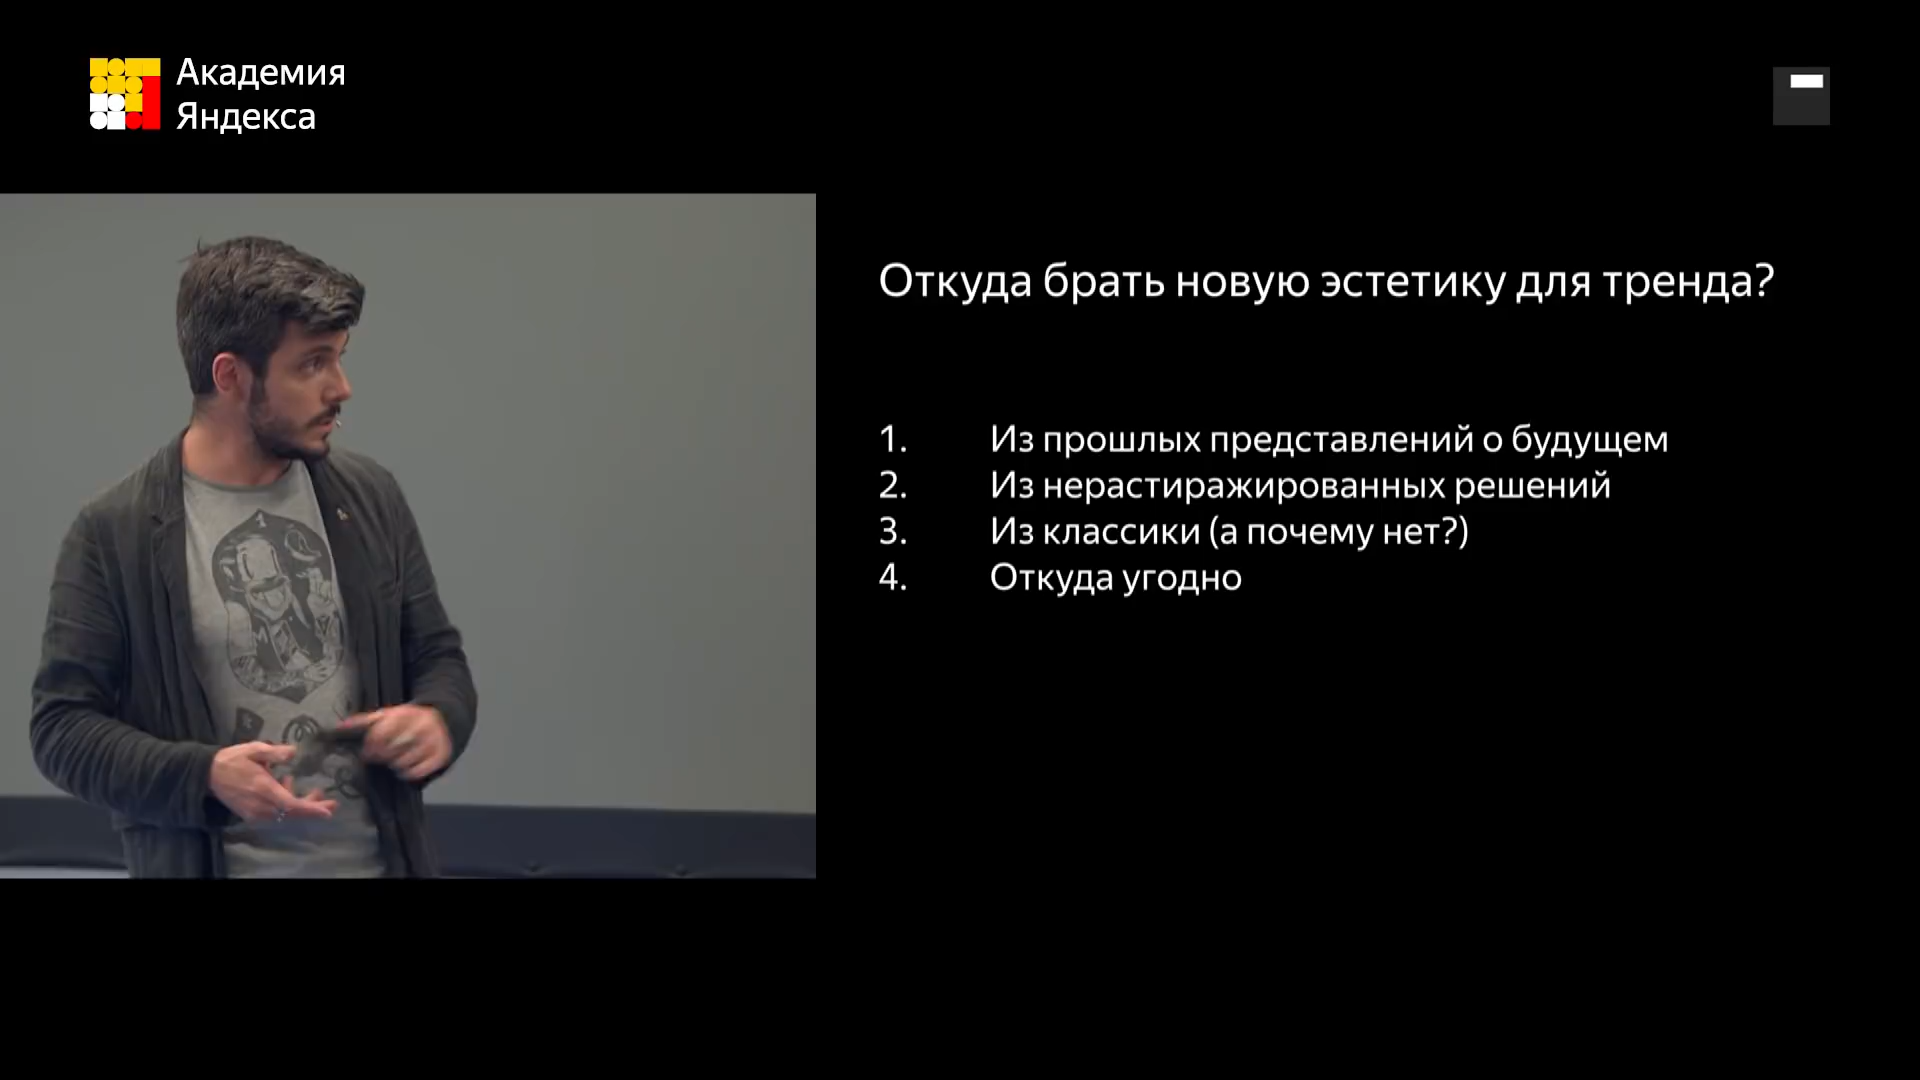 Академия
Яндекса
Откуда брать новую эстетику для тренда?
1. Из прошлых представлений о будущем
2. Из нерастиражированных решений
3. Из классики (а почему нет?)
4. Откуда угодно
1